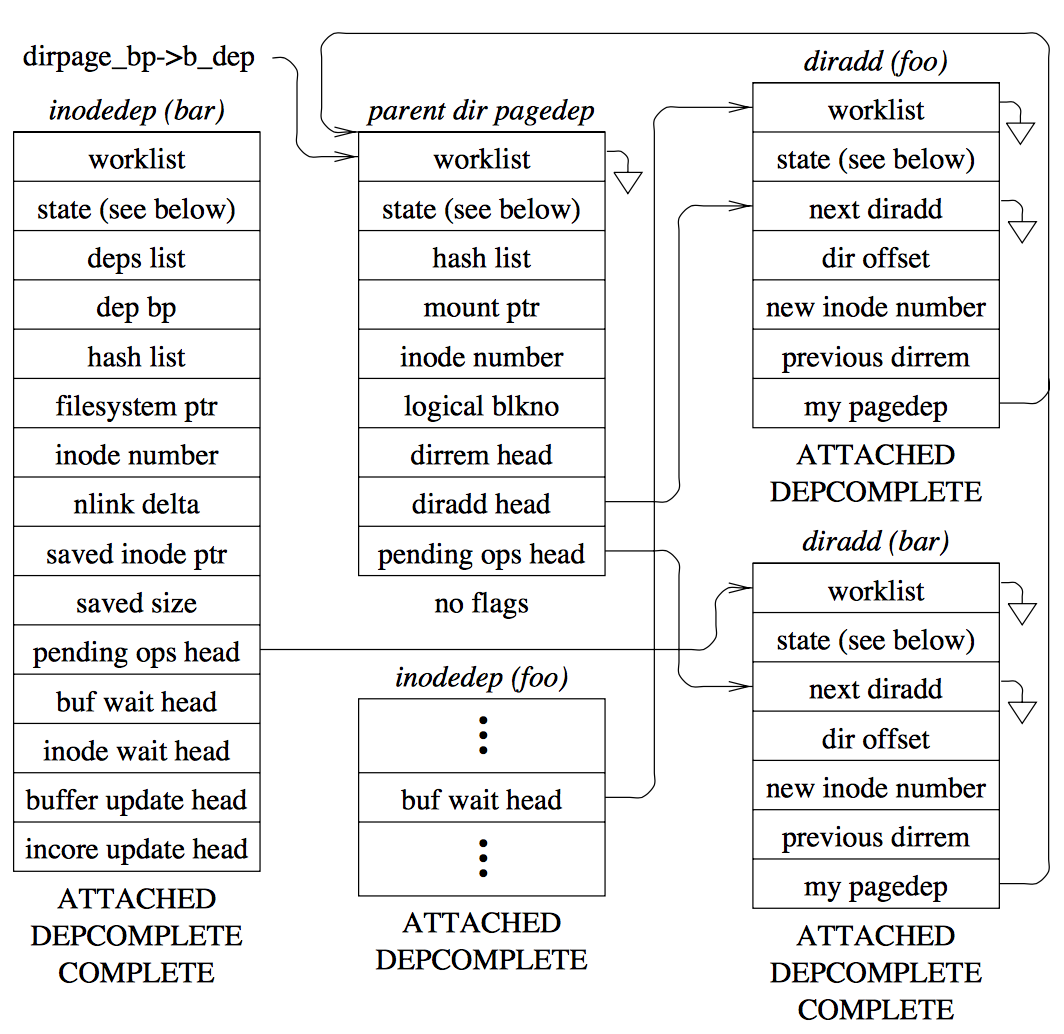 dirpage_bp->b_dep
inodedep (bar)
worklist
state (see below)
deps list
dep bp
hash list
filesystem ptr
inode number
nlink delta
saved inode ptr
saved size
pending ops head
buf wait head
inode wait head
buffer update head
incore update head
ATTACHED
DEPCOMPLETE
COMPLETE
parent dir pagedep
worklist
state (see below)
hash list
mount ptr
inode number
logical blkno
dirrem head
diradd head
pending ops head
no flags
inodedep (foo)
buf wait head
ATTACHED
DEPCOMPLETE
diradd (foo)
worklist
state (see below)
next diradd
dir offset
new inode number
previous dirrem
my pagedep
ATTACHED
DEPCOMPLETE
diradd (bar)
worklist
state (see below)
next diradd
dir offset
new inode number
previous dirrem
my pagedep
ATTACHED
DEPCOMPLETE
COMPLETE